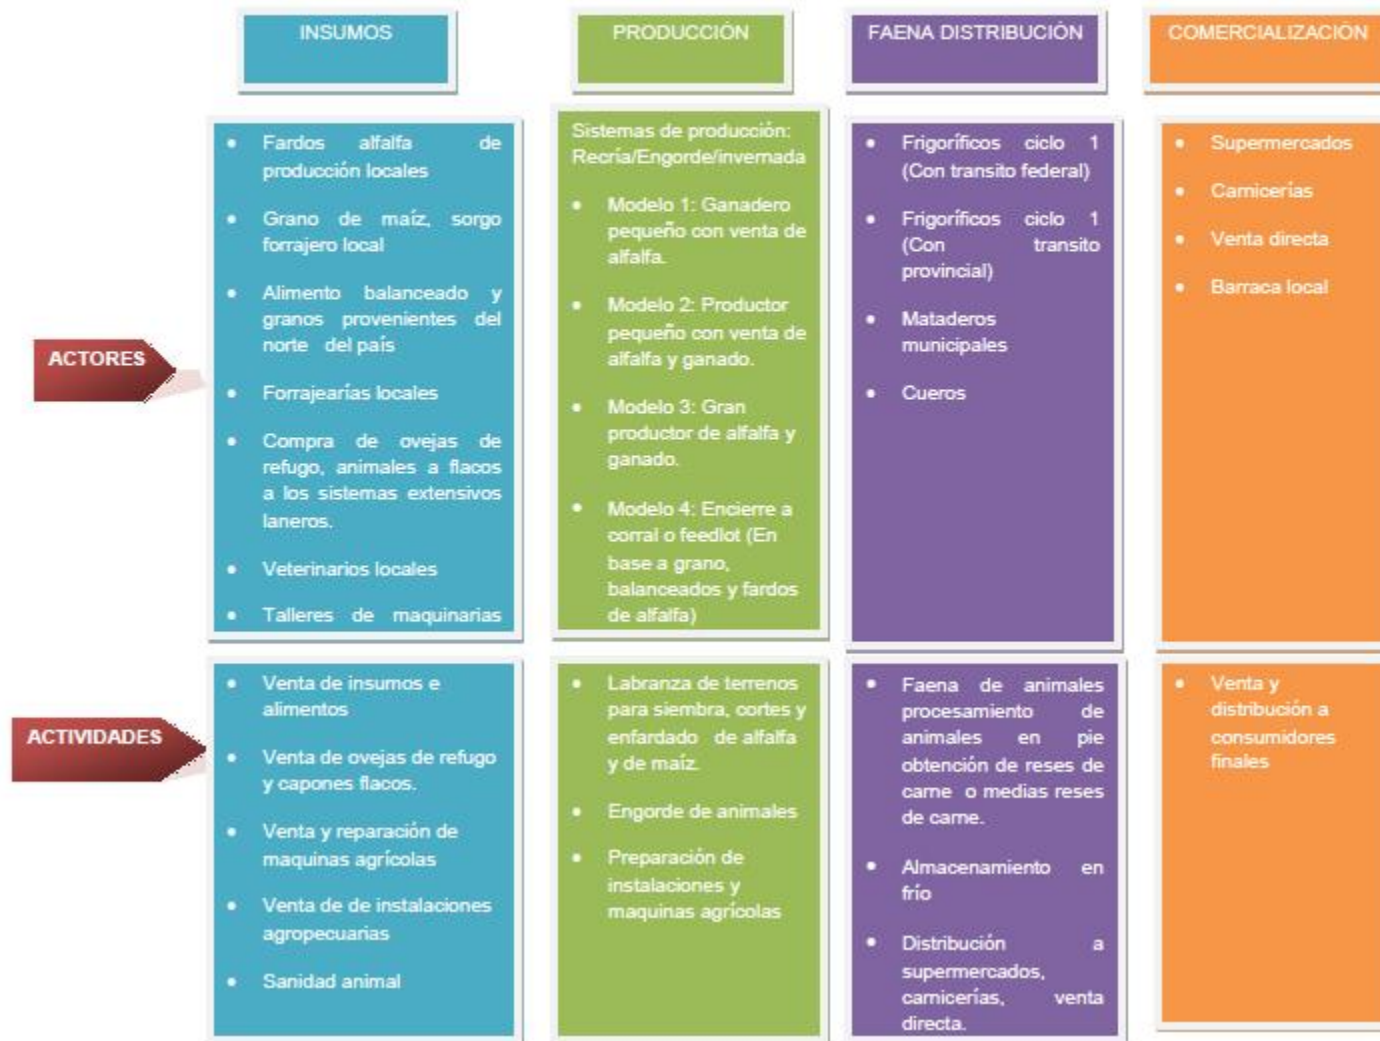 INSUMOS
PRODUCCIÓN
FAENA DISTRIBUCIÓN
COMERCIALIZACIÓN
ACTORES
• Fardos alfalfa de
producción locales
• Grano de maíz, sorgo
forrajero local
• Alimento balanceado y
granos provenientes del
norte del país
• Forrajearías locales
• Compra de ovejas de
refugo, animales a flacos
a los sistemas extensivos
laneros.
• Veterinarios locales
• Talleres de maquinarias
Sistemas de producción:
Recría/Engorde/invernada
• Modelo 1: Ganadero
pequeño con venta de
alfalfa.
• Modelo 2: Productor
pequeño con venta de
alfalfa y ganado.
• Modelo 3: Gran
productor de alfalfa y
ganado.
• Modelo 4: Encierre a
corral o feedlot (En
base a grano,
balanceados y fardos
de alfalfa)
• Frigoríficos ciclo 1
(Con transito federal)
• Frigoríficos ciclo 1
(Con transito
provincial)
• Mataderos
municipales
• Cueros
• Supermercados
• Carnicerías
• Venta directa
• Barraca local
ACTIVIDADES
• Venta de insumos e
alimentos
• Venta de ovejas de refugo
y capones flacos.
• Venta y reparación de
maquinas agrícolas
• Venta de de instalaciones
agropecuarias
• Sanidad animal
• Labranza de terrenos
para siembra, cortes y
enfardado de alfalfa
y de maíz.
• Engorde de animales
• Preparación de
instalaciones y
maquinas agrícolas
• Faena de animales
procesamiento de
animales en pie
obtención de reses de
carne o medias reses
de carne.
• Almacenamiento en
frío
• Distribución a
supermercados,
carnicerías, venta
directa.
• Venta y
distribución a
consumidores
finales